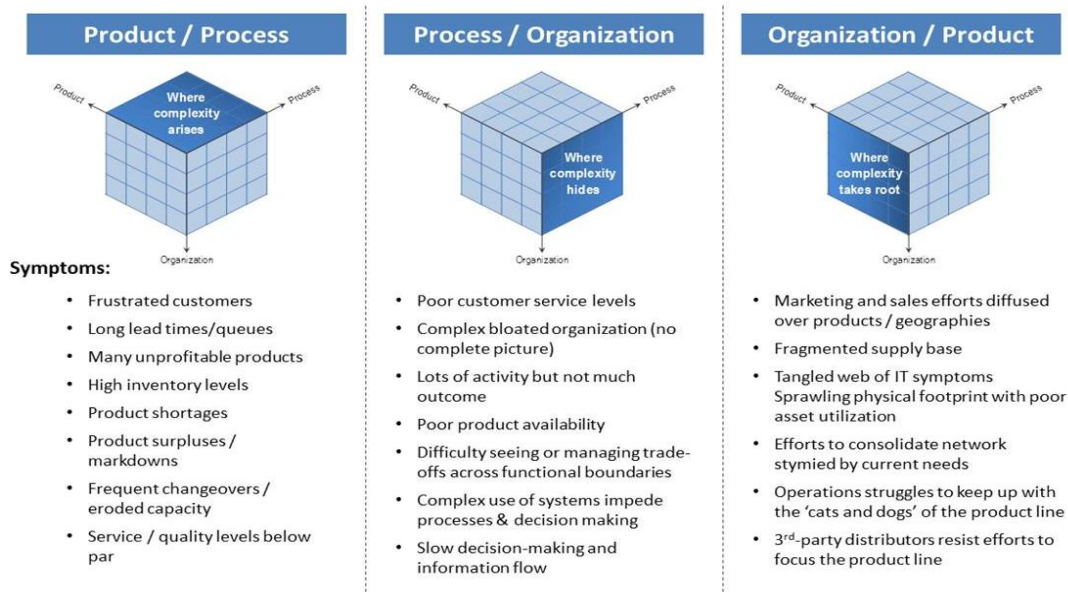 Product / Process
Product
Process
Where
complexity
arises
Organization
Symptoms:
• Frustrated customers
• Long lead times/queues
• Many unprofitable products
• High inventory levels
• Product shortages
• Product surpluses /
markdowns
• Frequent changeovers /
eroded capacity
• Service / quality levels below
par
Process / Organization
Product
Process
Where
complexity
hides
Organization
• Poor customer service levels
• Complex bloated organization (no
complete picture)
• Lots of activity but not much
outcome
• Poor product availability
• Difficulty seeing or managing trade-
offs across functional boundaries
• Complex use of systems impede
processes & decision making
• Slow decision-making and
information flow
Organization / Product
Product
Process
Where
complexity
takes root
Organization
• Marketing and sales efforts diffused
over products / geographies
• Fragmented supply base
• Tangled web of IT symptoms
Sprawling physical footprint with poor
asset utilization
• Efforts to consolidate network
stymied by current needs
• Operations struggles to keep up with
the ‘cats and dogs’ of the product line
• 3rd-party distributors resist efforts to
focus the product line